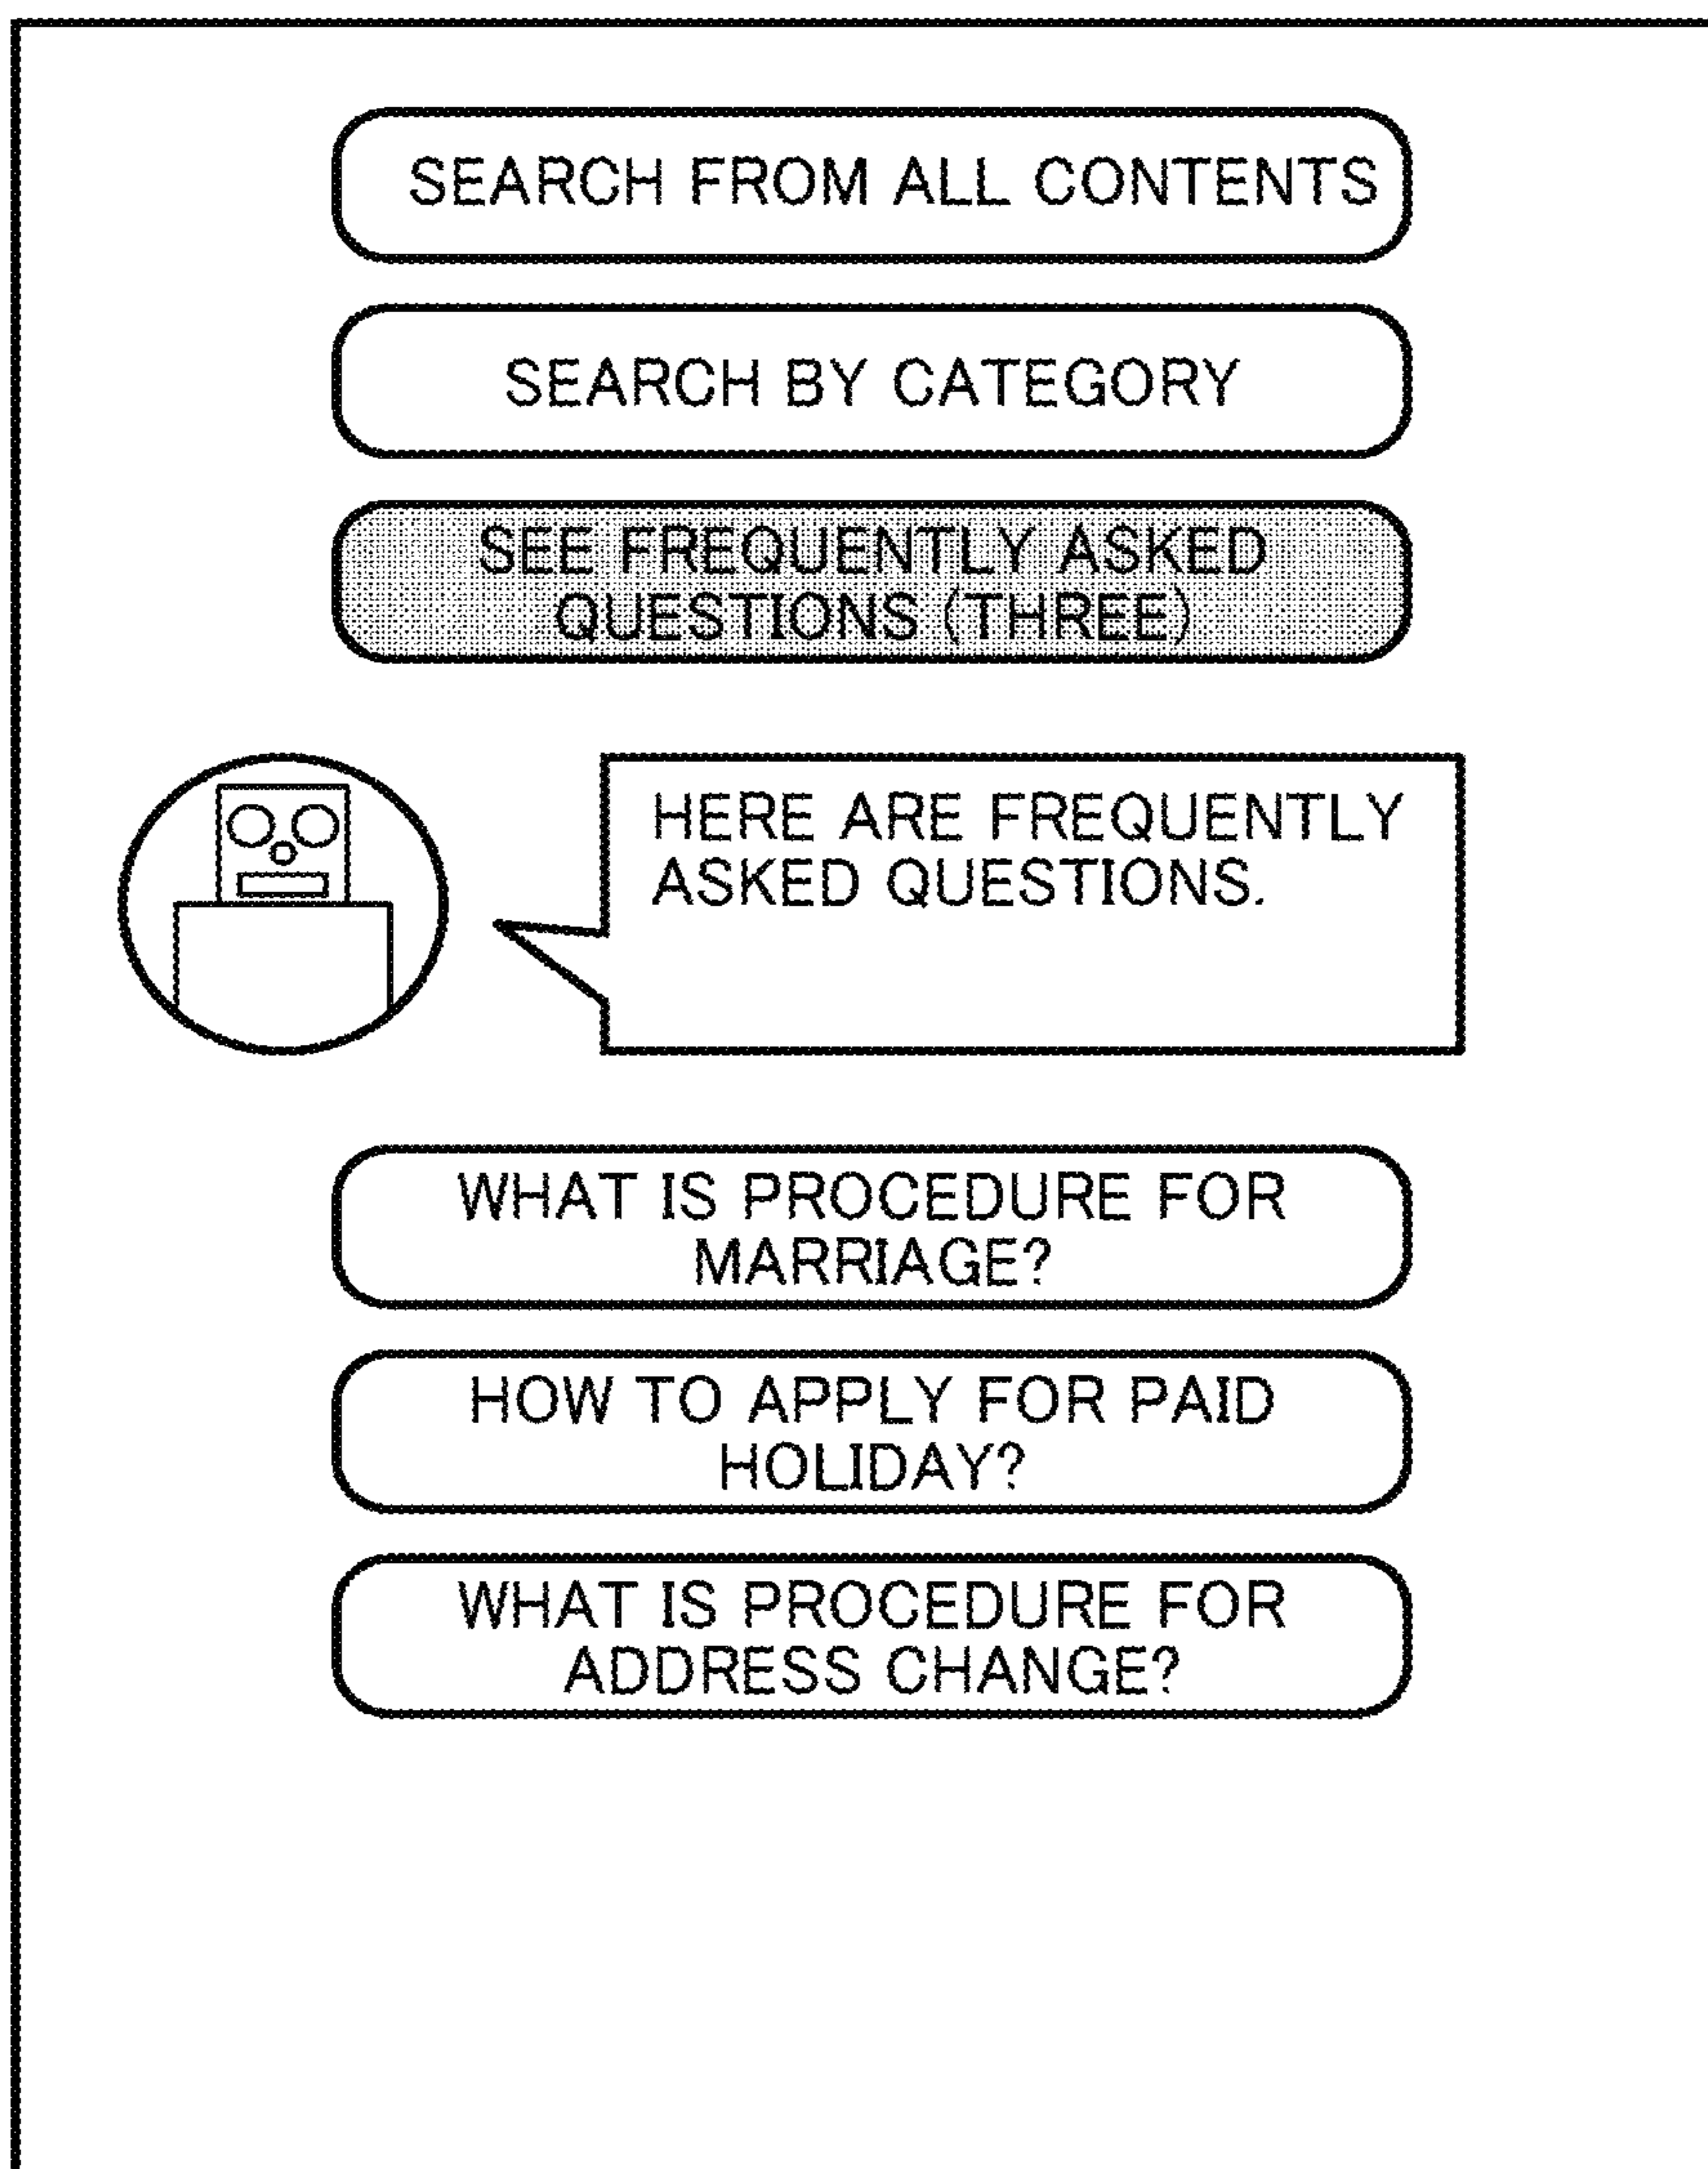 SEARCH FROM ALL CONTENTS
SEARCH BY CATEGORY
SEE FREQUENTLY ASKED
QUESTIONS (THREE)
HERE ARE FREQUENTLY
ASKED QUESTIONS.
WHAT IS PROCEDURE FOR
MARRIAGE?
HOW TO APPLY FOR PAID
HOLIDAY?
WHAT IS PROCEDURE FOR
ADDRESS CHANGE?